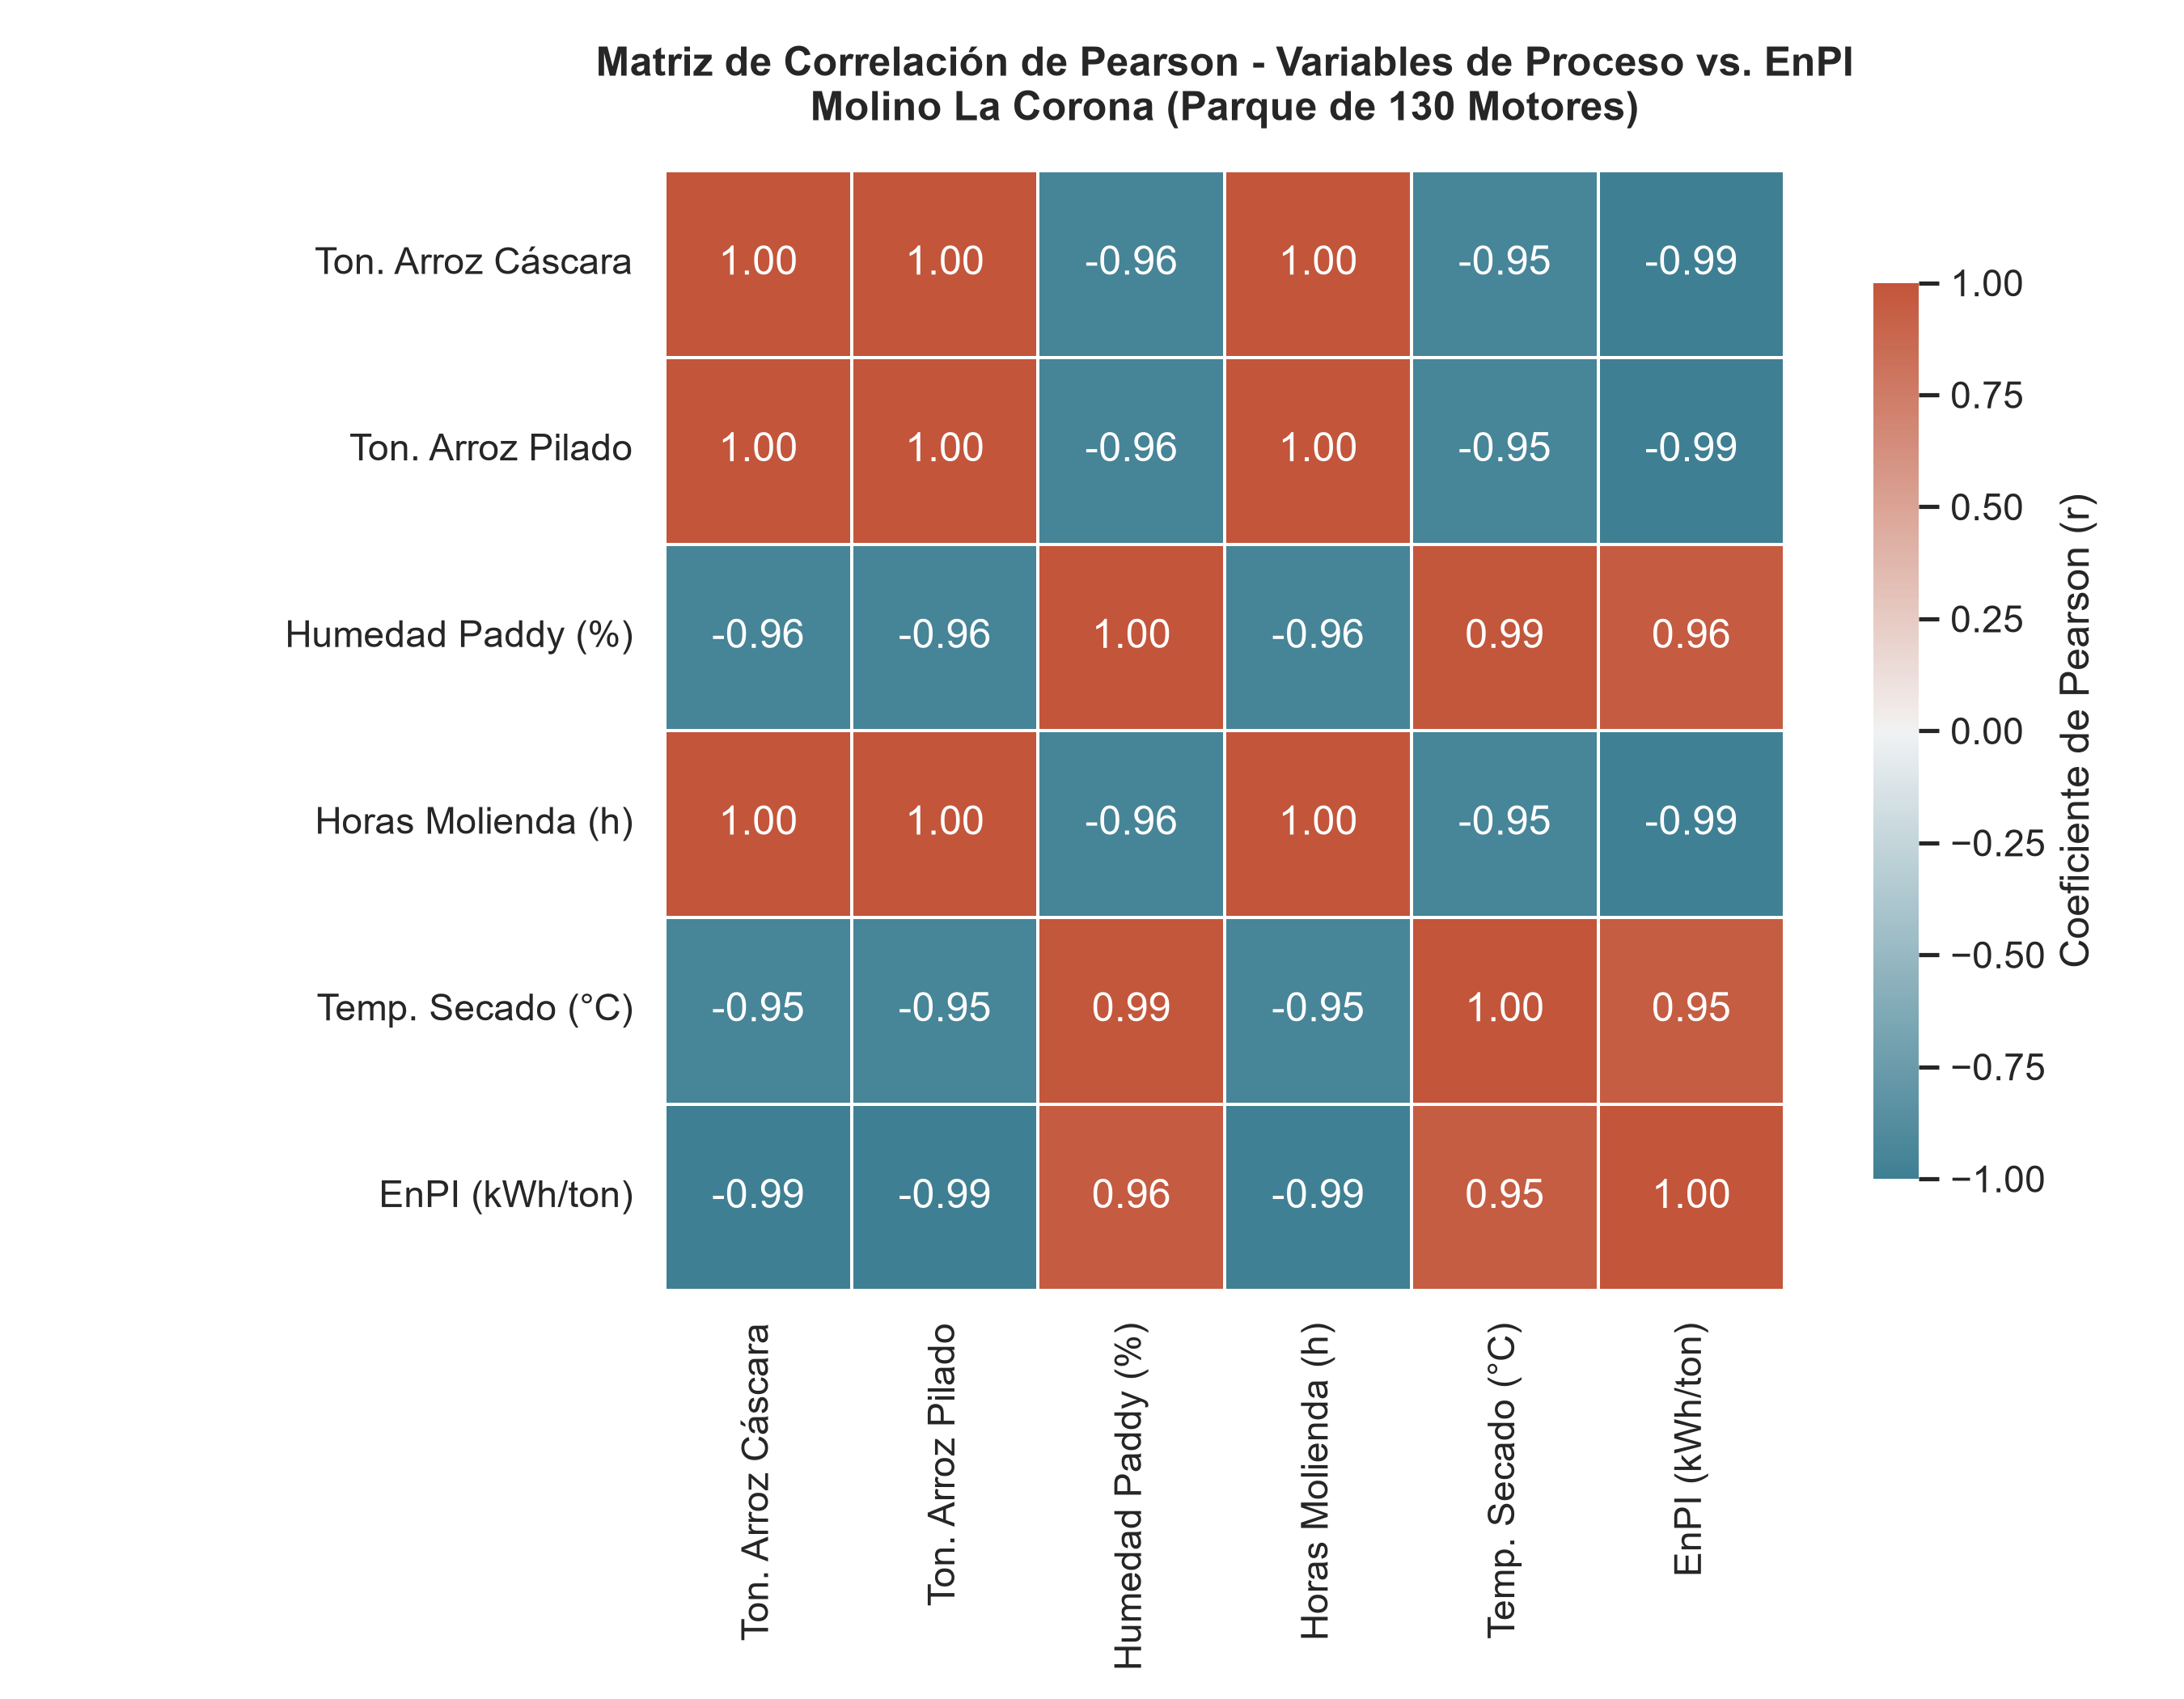 Matriz de Correlación de Pearson - Variables de Proceso vs. EnPI
Molino La Corona (Parque de 130 Motores)
Ton. Arroz Cáscara 1.00 1.00 -0.96 1.00 -0.95 -0.99
Ton. Arroz Pilado 1.00 1.00 -0.96 1.00 -0.95 -0.99
Humedad Paddy (%) -0.96 -0.96 1.00 -0.96 0.99 0.96
Horas Molienda (h) 1.00 1.00 -0.96 1.00 -0.95 -0.99
Temp. Secado (°C) -0.95 -0.95 0.99 -0.95 1.00 0.95
EnPI (kWh/ton) -0.99 -0.99 0.96 -0.99 0.95 1.00
Ton. Arroz Cáscara
Ton. Arroz Pilado
Humedad Paddy (%)
Horas Molienda (h)
Temp. Secado (°C)
EnPI (kWh/ton)
1.00
0.75
0.50
0.25
0.00
−0.25
−0.50
−0.75
−1.00
Coeficiente de Pearson (r)